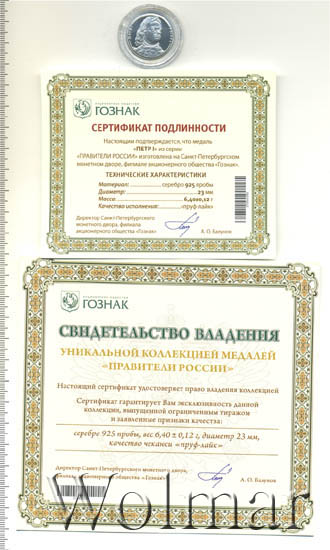 ГОЗНАК
СЕРТИФИКАТ ПОДЛИННОСТИ
Настоящим подтверждается, что медаль
«ПЕТР I» из серии
«ПРАВИТЕЛИ РОССИИ» изготовлена на Санкт-Петербургском
монетном дворе, филиале акционерного общества «Гознак».
ТЕХНИЧЕСКИЕ ХАРАКТЕРИСТИКИ
Материал: серебро 925 пробы
Диаметр: 23 мм
Масса: 6,40±0,12 г
Качество исполнения: «пруф-лайк»
Директор Санкт-Петербургского
монетного двора, филиала
акционерного общества «Гознак»
А. О. Бахунов
ГОЗНАК
СВИДЕТЕЛЬСТВО ВЛАДЕНИЯ
УНИКАЛЬНОЙ КОЛЛЕКЦИЕЙ МЕДАЛЕЙ
«ПРАВИТЕЛИ РОССИИ»
Настоящий сертификат удостоверяет право владения коллекцией
Сертификат гарантирует Вам эксклюзивность данной
коллекции, выпущенной ограниченным тиражом
и заявленные признаки качества:
серебро 925 пробы, вес 6,40 ± 0,12 г, диаметр 23 мм,
качество чеканки «пруф-лайк»
Директор Санкт-Петербургского монетного двора,
филиала акционерного общества «Гознак»
А.О. Бахунов
Wolmar